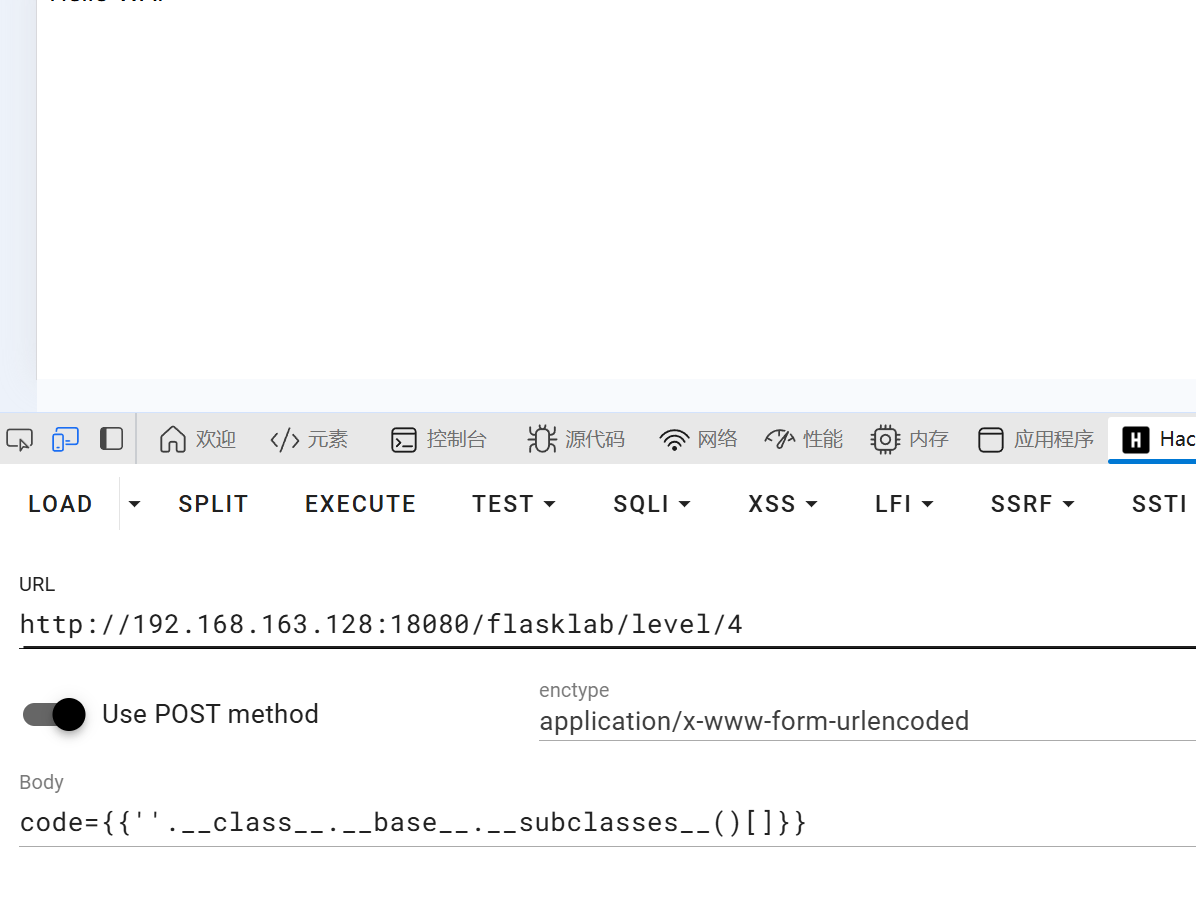 欢迎 元素 控制台 源代码 网络 性能 内存 应用程序 H Hac
LOAD SPLIT EXECUTE TEST SQLI XSS LFI SSRF SSTI
URL
http://192.168.163.128:18080/flasklab/level/4
Use POST method
enctype
application/x-www-form-urlencoded
Body
code={{''.__class__.__base__.__subclasses__()[]}}